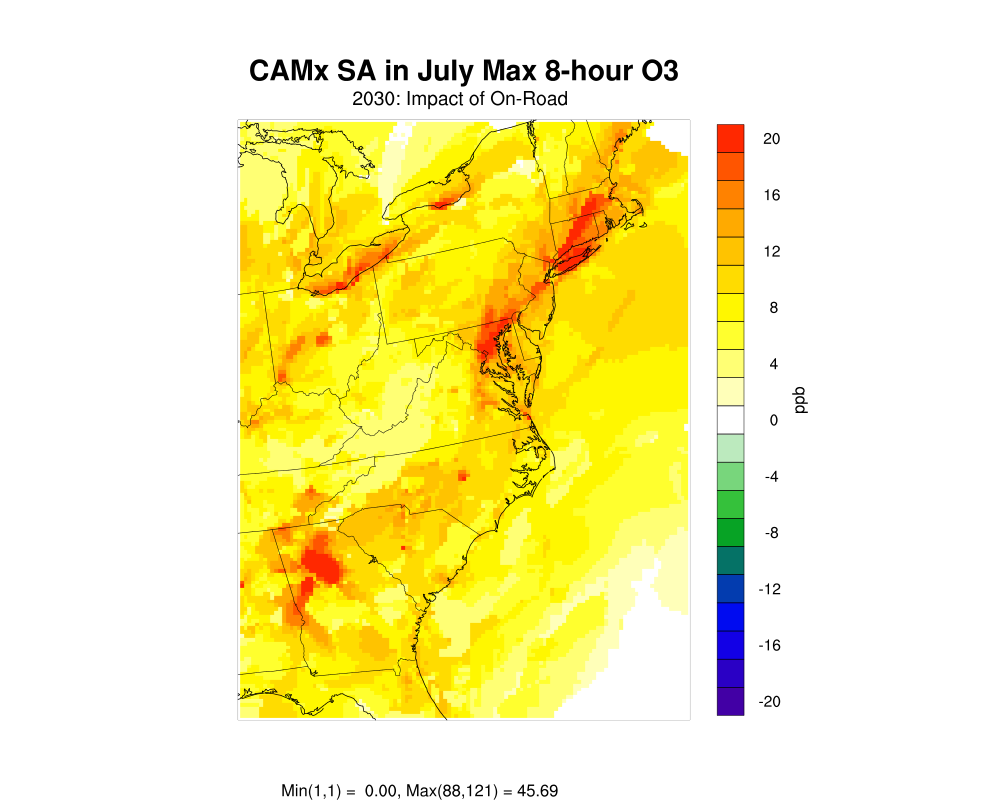 CAMx SA in July Max 8-hour O3
2030: Impact of On-Road
20
16
12
8
4
0
-4
-8
-12
-16
-20
ppb
Min(1,1) =  0.00, Max(88,121) = 45.69